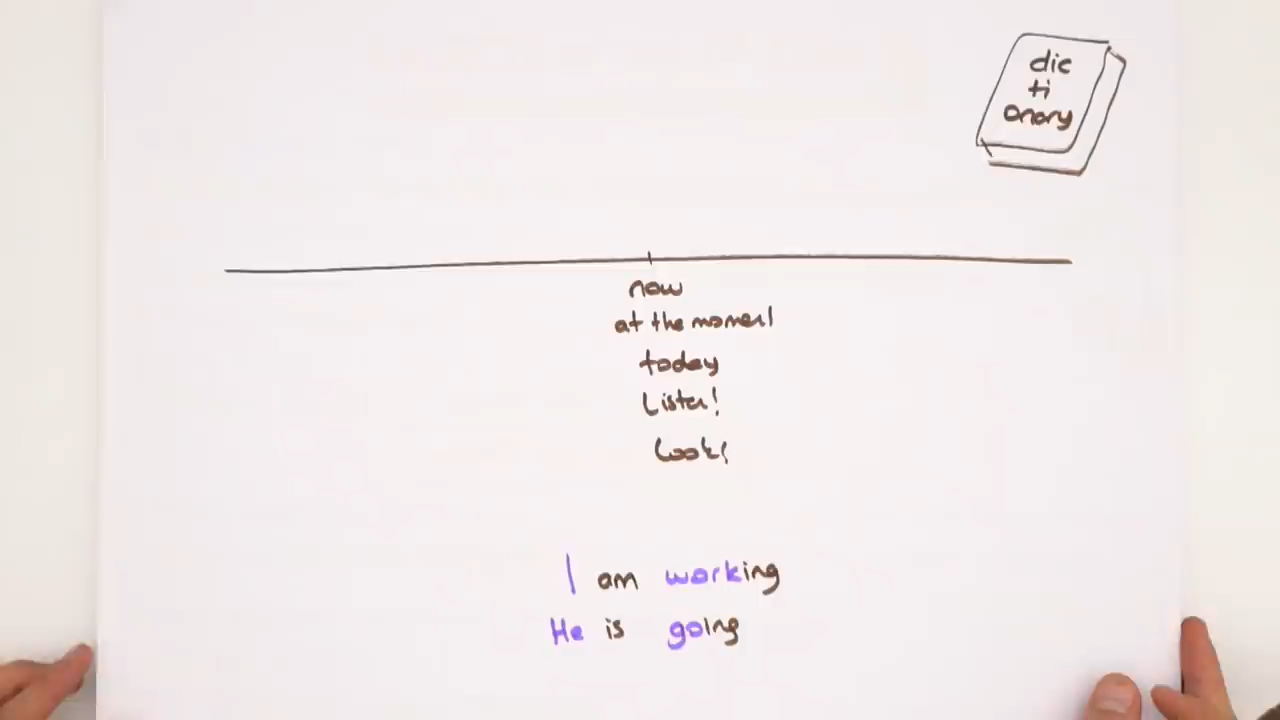 dic
ti
onary
now
at the moment
today
Listen!
Look!
I am working
He is going